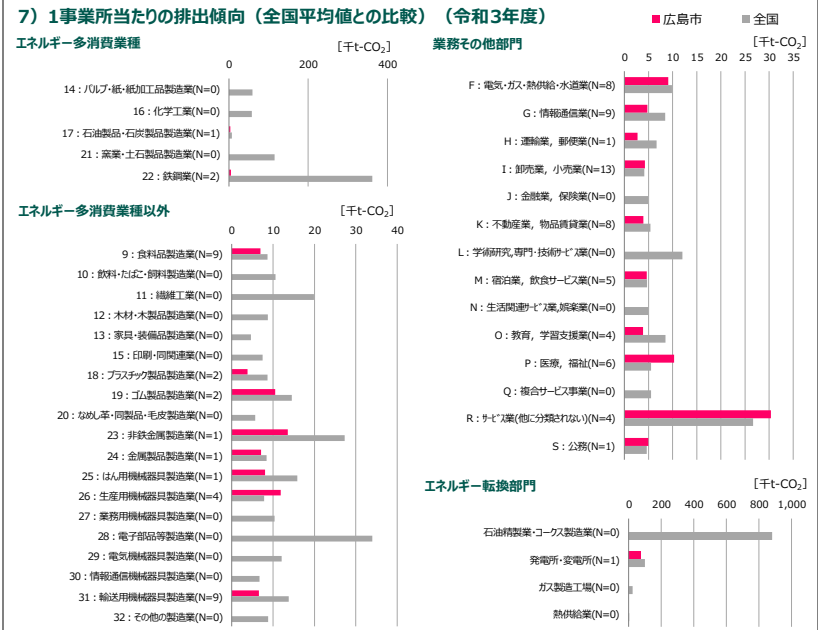 7）1事業所当たりの排出傾向（全国平均値との比較）（令和3年度）
広島市 全国
エネルギー多消費業種
[千t-CO₂]
0 200 400
14：パルプ・紙・紙加工品製造業(N=0)
16：化学工業(N=0)
17：石油製品・石炭製品製造業(N=1)
21：窯業・土石製品製造業(N=0)
22：鉄鋼業(N=2)
エネルギー多消費業種以外
[千t-CO₂]
0 10 20 30 40
9：食料品製造業(N=9)
10：飲料・たばこ・飼料製造業(N=0)
11：繊維工業(N=0)
12：木材・木製品製造業(N=0)
13：家具・装備品製造業(N=0)
15：印刷・同関連業(N=0)
18：プラスチック製品製造業(N=2)
19：ゴム製品製造業(N=2)
20：なめし革・同製品・毛皮製造業(N=0)
23：非鉄金属製造業(N=1)
24：金属製品製造業(N=1)
25：はん用機械器具製造業(N=1)
26：生産用機械器具製造業(N=4)
27：業務用機械器具製造業(N=0)
28：電子部品等製造業(N=0)
29：電気機械器具製造業(N=0)
30：情報通信機械器具製造業(N=0)
31：輸送用機械器具製造業(N=9)
32：その他の製造業(N=0)
業務その他部門
[千t-CO₂]
0 5 10 15 20 25 30 35
F：電気・ガス・熱供給・水道業(N=8)
G：情報通信業(N=9)
H：運輸業，郵便業(N=1)
I：卸売業，小売業(N=13)
J：金融業，保険業(N=0)
K：不動産業，物品賃貸業(N=8)
L：学術研究,専門・技術サービス業(N=0)
M：宿泊業，飲食サービス業(N=5)
N：生活関連サービス業,娯楽業(N=0)
O：教育，学習支援業(N=4)
P：医療，福祉(N=6)
Q：複合サービス事業(N=0)
R：サービス業(他に分類されない)(N=4)
S：公務(N=1)
エネルギー転換部門
[千t-CO₂]
0 200 400 600 800 1,000
石油精製業・コークス製造業(N=0)
発電所・変電所(N=1)
ガス製造工場(N=0)
熱供給業(N=0)